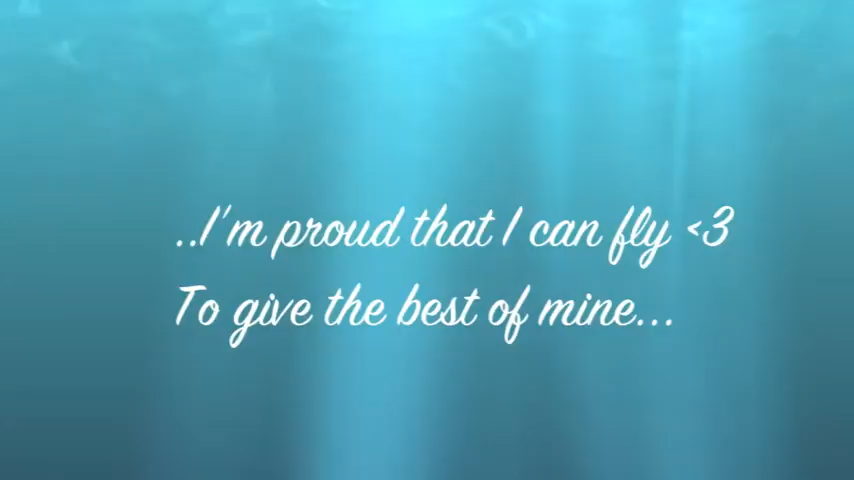 ..I'm proud that I can fly <3
To give the best of mine...